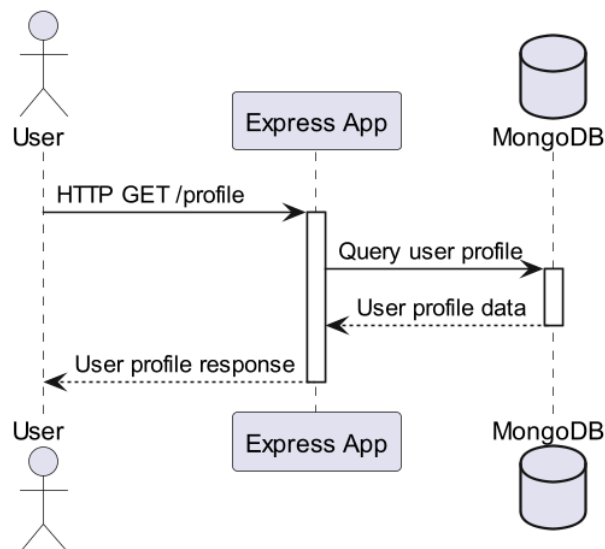 User
Express App
MongoDB
HTTP GET /profile
Query user profile
User profile data
User profile response
User
Express App
MongoDB